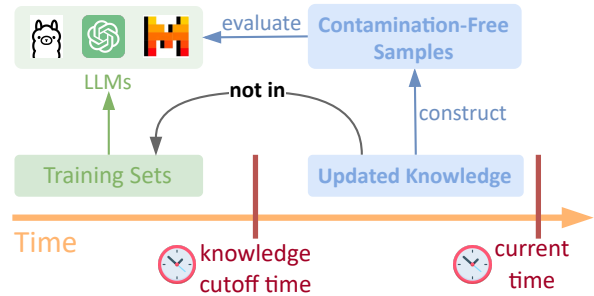 evaluate
Contamination-Free
Samples
LLMs
not in
construct
Training Sets
Updated Knowledge
Time
knowledge
cutoff time
current
time